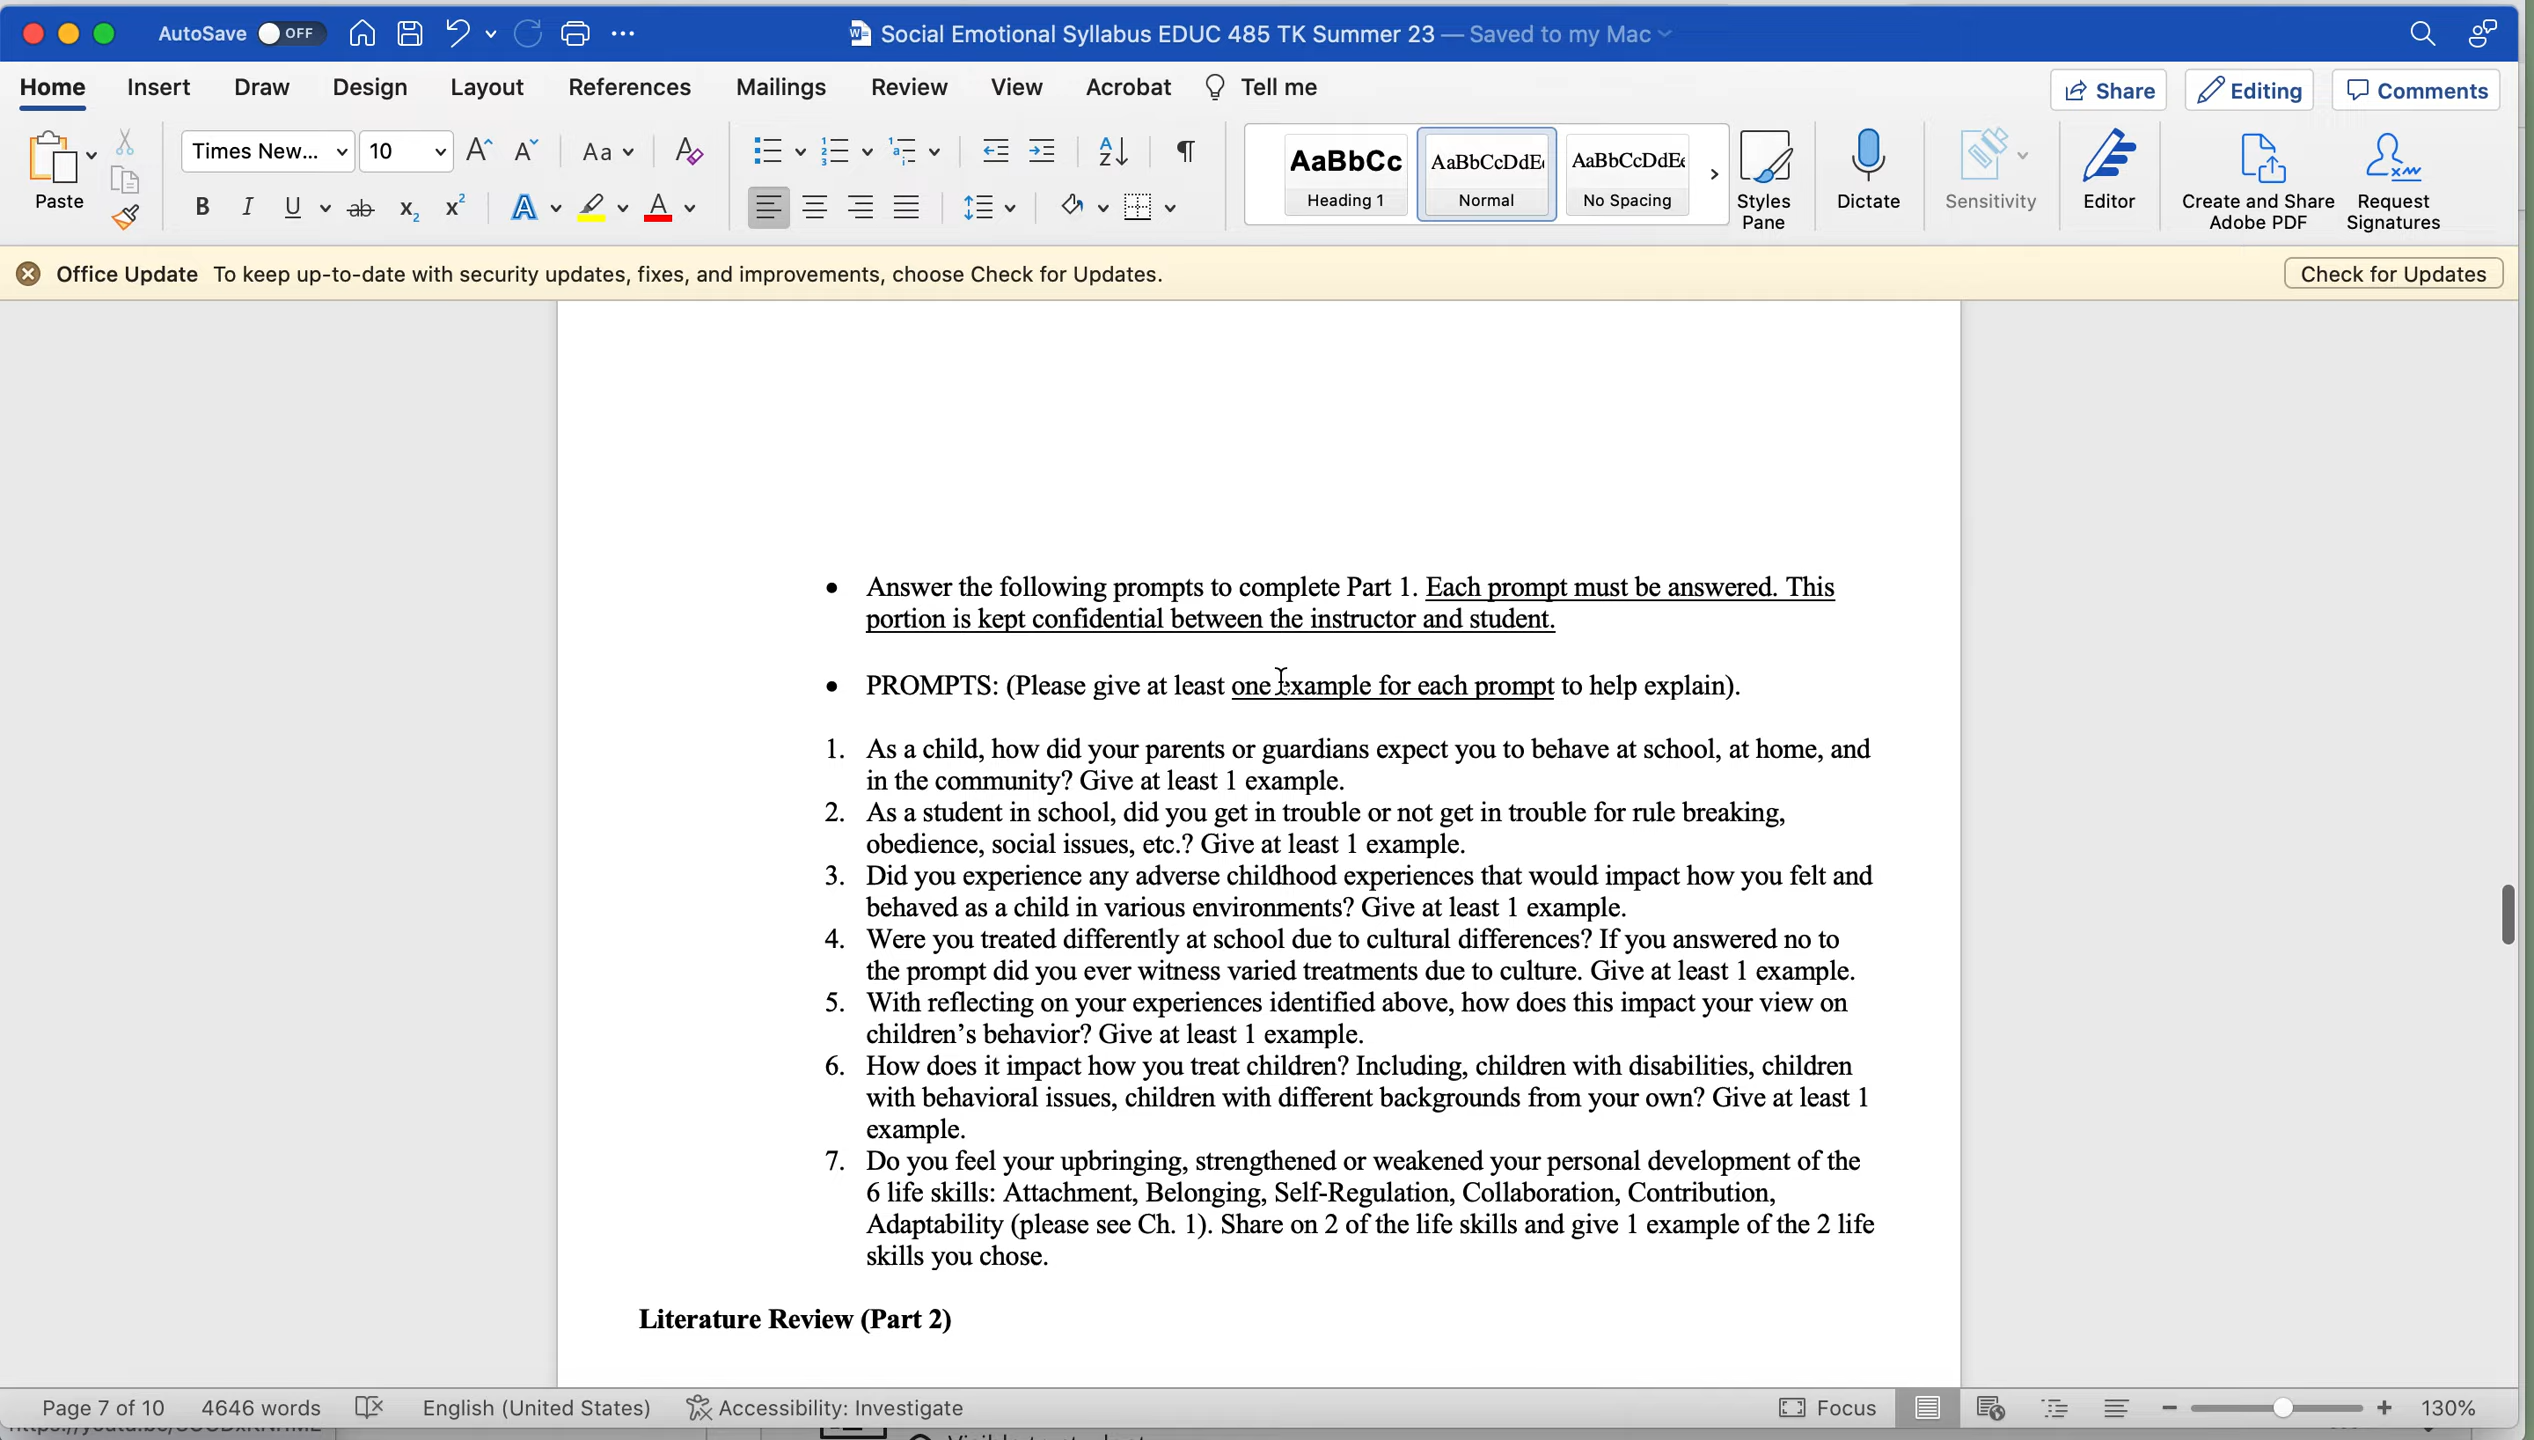 AutoSave OFF
Social Emotional Syllabus EDUC 485 TK Summer 23 — Saved to my Mac
Home Insert Draw Design Layout References Mailings Review View Acrobat Tell me
Share Editing Comments
Paste
Times New... 10
AaBbCc AaBbCcDdE AaBbCcDdEe
Heading 1 Normal No Spacing
Styles Pane
Dictate
Sensitivity
Editor
Create and Share Adobe PDF
Request Signatures
Office Update To keep up-to-date with security updates, fixes, and improvements, choose Check for Updates.
Check for Updates
• Answer the following prompts to complete Part 1. Each prompt must be answered. This
portion is kept confidential between the instructor and student.
• PROMPTS: (Please give at least one example for each prompt to help explain).
1. As a child, how did your parents or guardians expect you to behave at school, at home, and
in the community? Give at least 1 example.
2. As a student in school, did you get in trouble or not get in trouble for rule breaking,
obedience, social issues, etc.? Give at least 1 example.
3. Did you experience any adverse childhood experiences that would impact how you felt and
behaved as a child in various environments? Give at least 1 example.
4. Were you treated differently at school due to cultural differences? If you answered no to
the prompt did you ever witness varied treatments due to culture. Give at least 1 example.
5. With reflecting on your experiences identified above, how does this impact your view on
children’s behavior? Give at least 1 example.
6. How does it impact how you treat children? Including, children with disabilities, children
with behavioral issues, children with different backgrounds from your own? Give at least 1
example.
7. Do you feel your upbringing, strengthened or weakened your personal development of the
6 life skills: Attachment, Belonging, Self-Regulation, Collaboration, Contribution,
Adaptability (please see Ch. 1). Share on 2 of the life skills and give 1 example of the 2 life
skills you chose.
Literature Review (Part 2)
Page 7 of 10 4646 words English (United States) Accessibility: Investigate
Focus 130%